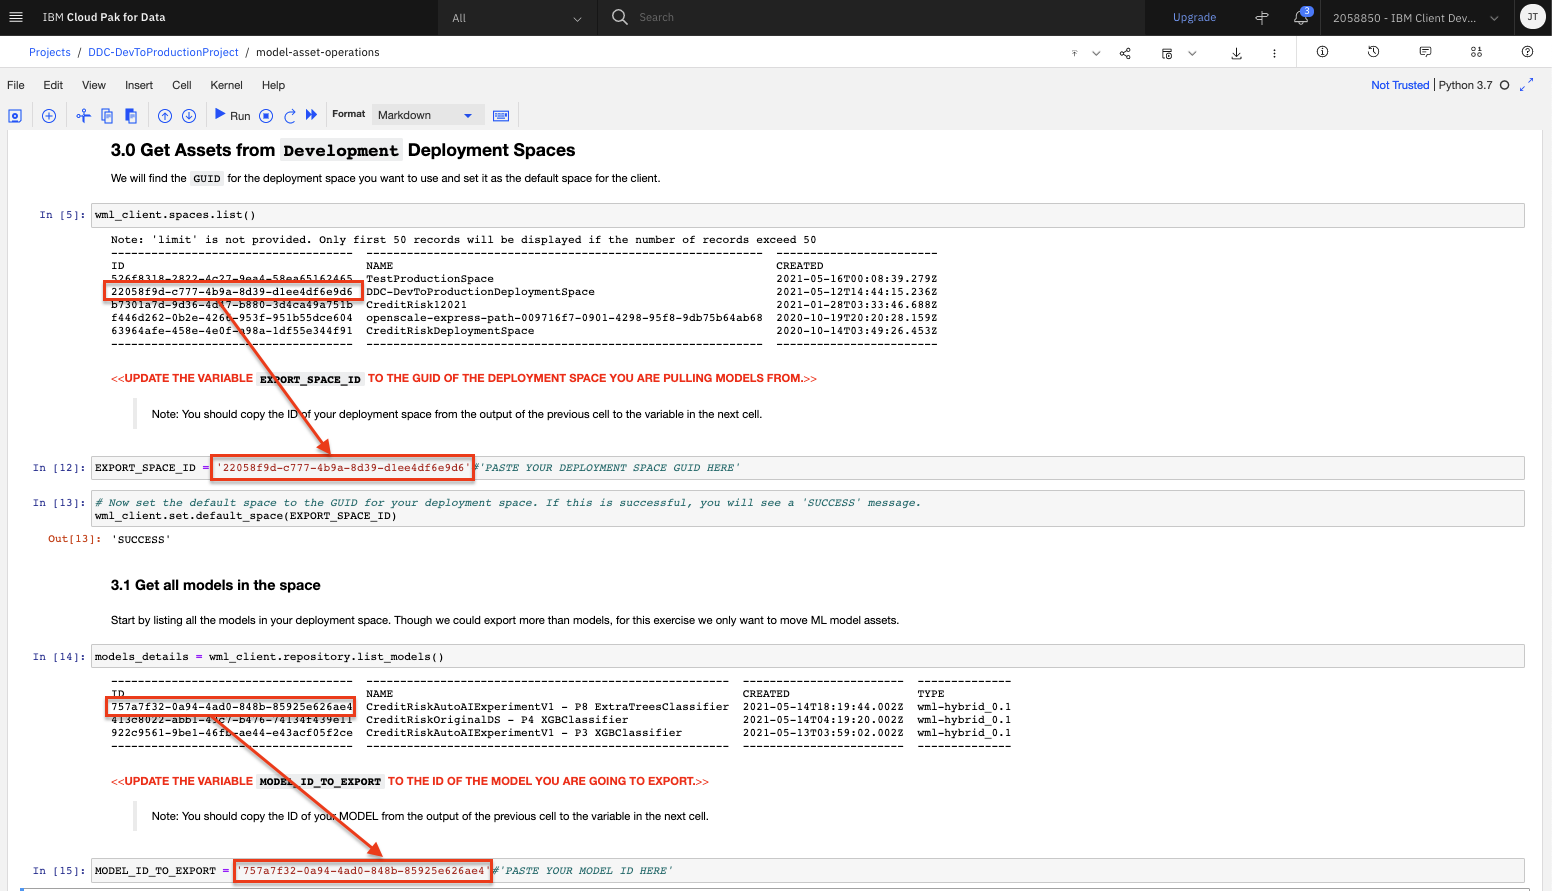 IBM Cloud Pak for Data
All
Search
Upgrade
3
2058850 - IBM Client Dev...
JT
Projects / DDC-DevToProductionProject / model-asset-operations
File Edit View Insert Cell Kernel Help
Not Trusted | Python 3.7
Run
Format
Markdown
3.0 Get Assets from Development Deployment Spaces
We will find the GUID for the deployment space you want to use and set it as the default space for the client.
In [5]: wml_client.spaces.list()
Note: 'limit' is not provided. Only first 50 records will be displayed if the number of records exceed 50
------------------------------------  -----------------------------------------------------------  ------------------------
ID NAME CREATED
526f8318-2822-4c27-9ea4-58ea65162465 TestProductionSpace 2021-05-16T00:08:39.279Z
22058f9d-c777-4b9a-8d39-d1ee4df6e9d6 DDC-DevToProductionDeploymentSpace 2021-05-12T14:44:15.236Z
b7301a7d-9d36-4d47-b880-3d4ca49a751b CreditRisk12021 2021-01-28T03:33:46.688Z
f446d262-0b2e-4266-953f-951b55dce604 openscale-express-path-009716f7-0901-4298-95f8-9db75b64ab68 2020-10-19T20:20:28.159Z
63964afe-458e-4e0f-a98a-1df55e344f91 CreditRiskDeploymentSpace 2020-10-14T03:49:26.453Z
------------------------------------  -----------------------------------------------------------  ------------------------
<<UPDATE THE VARIABLE EXPORT_SPACE_ID TO THE GUID OF THE DEPLOYMENT SPACE YOU ARE PULLING MODELS FROM.>>
Note: You should copy the ID of your deployment space from the output of the previous cell to the variable in the next cell.
In [12]: EXPORT_SPACE_ID = '22058f9d-c777-4b9a-8d39-d1ee4df6e9d6'#'PASTE YOUR DEPLOYMENT SPACE GUID HERE'
In [13]: # Now set the default space to the GUID for your deployment space. If this is successful, you will see a 'SUCCESS' message.
wml_client.set.default_space(EXPORT_SPACE_ID)
Out[13]: 'SUCCESS'
3.1 Get all models in the space
Start by listing all the models in your deployment space. Though we could export more than models, for this exercise we only want to move ML model assets.
In [14]: models_details = wml_client.repository.list_models()
------------------------------------  ------------------------------------------------------  ------------------------  --------------
ID NAME CREATED TYPE
757a7f32-0a94-4ad0-848b-85925e626ae4 CreditRiskAutoAIExperimentV1 - P8 ExtraTreesClassifier 2021-05-14T18:19:44.002Z wml-hybrid_0.1
413c8022-abb1-49c7-b476-74134f439e11 CreditRiskOriginalDS - P4 XGBClassifier 2021-05-14T04:19:20.002Z wml-hybrid_0.1
922c9561-9be1-46fb-ae44-e43acf05f2ce CreditRiskAutoAIExperimentV1 - P3 XGBClassifier 2021-05-13T03:59:02.002Z wml-hybrid_0.1
------------------------------------  ------------------------------------------------------  ------------------------  --------------
<<UPDATE THE VARIABLE MODEL_ID_TO_EXPORT TO THE ID OF THE MODEL YOU ARE GOING TO EXPORT.>>
Note: You should copy the ID of your MODEL from the output of the previous cell to the variable in the next cell.
In [15]: MODEL_ID_TO_EXPORT = '757a7f32-0a94-4ad0-848b-85925e626ae4'#'PASTE YOUR MODEL ID HERE'